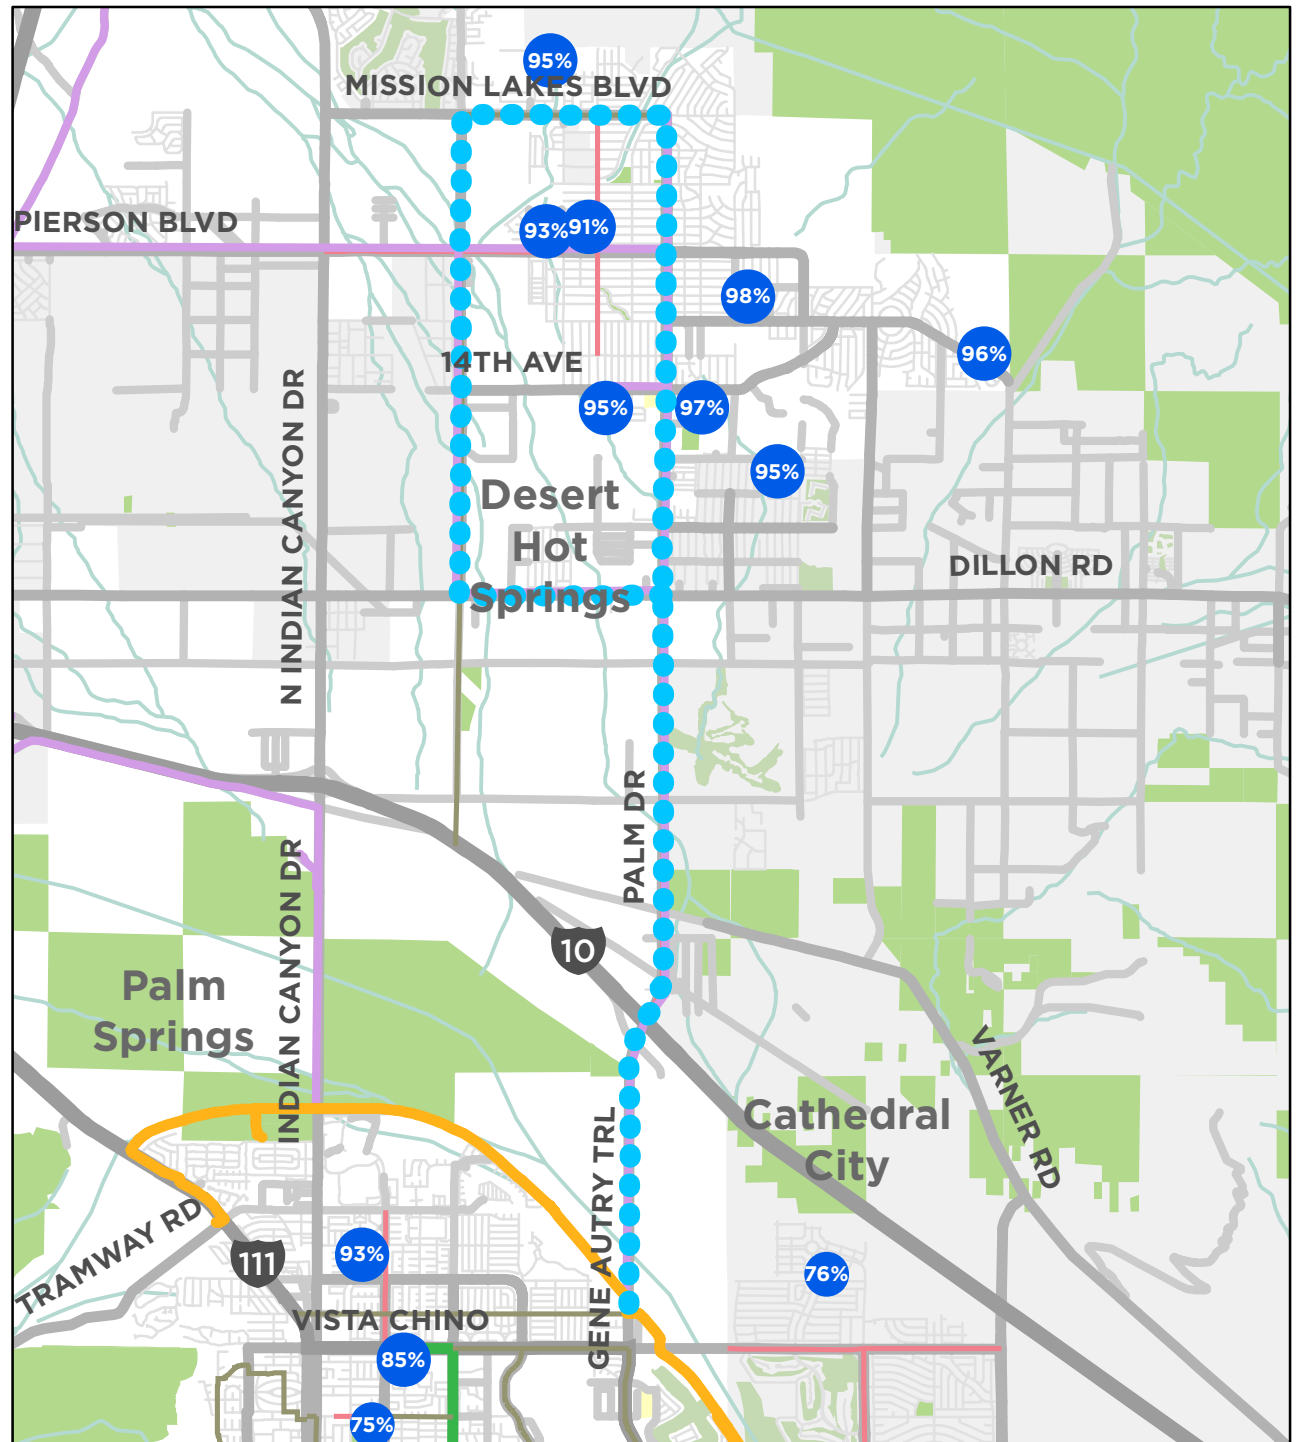 95%
MISSION LAKES BLVD
PIERSON BLVD
93%
91%
98%
96%
14TH AVE
95%
97%
95%
N INDIAN CANYON DR
Desert
Hot
Springs
DILLON RD
PALM DR
INDIAN CANYON DR
10
Palm
Springs
VARNER RD
Cathedral
City
GENE AUTRY TRL
TRAMWAY RD
111
93%
76%
VISTA CHINO
85%
75%